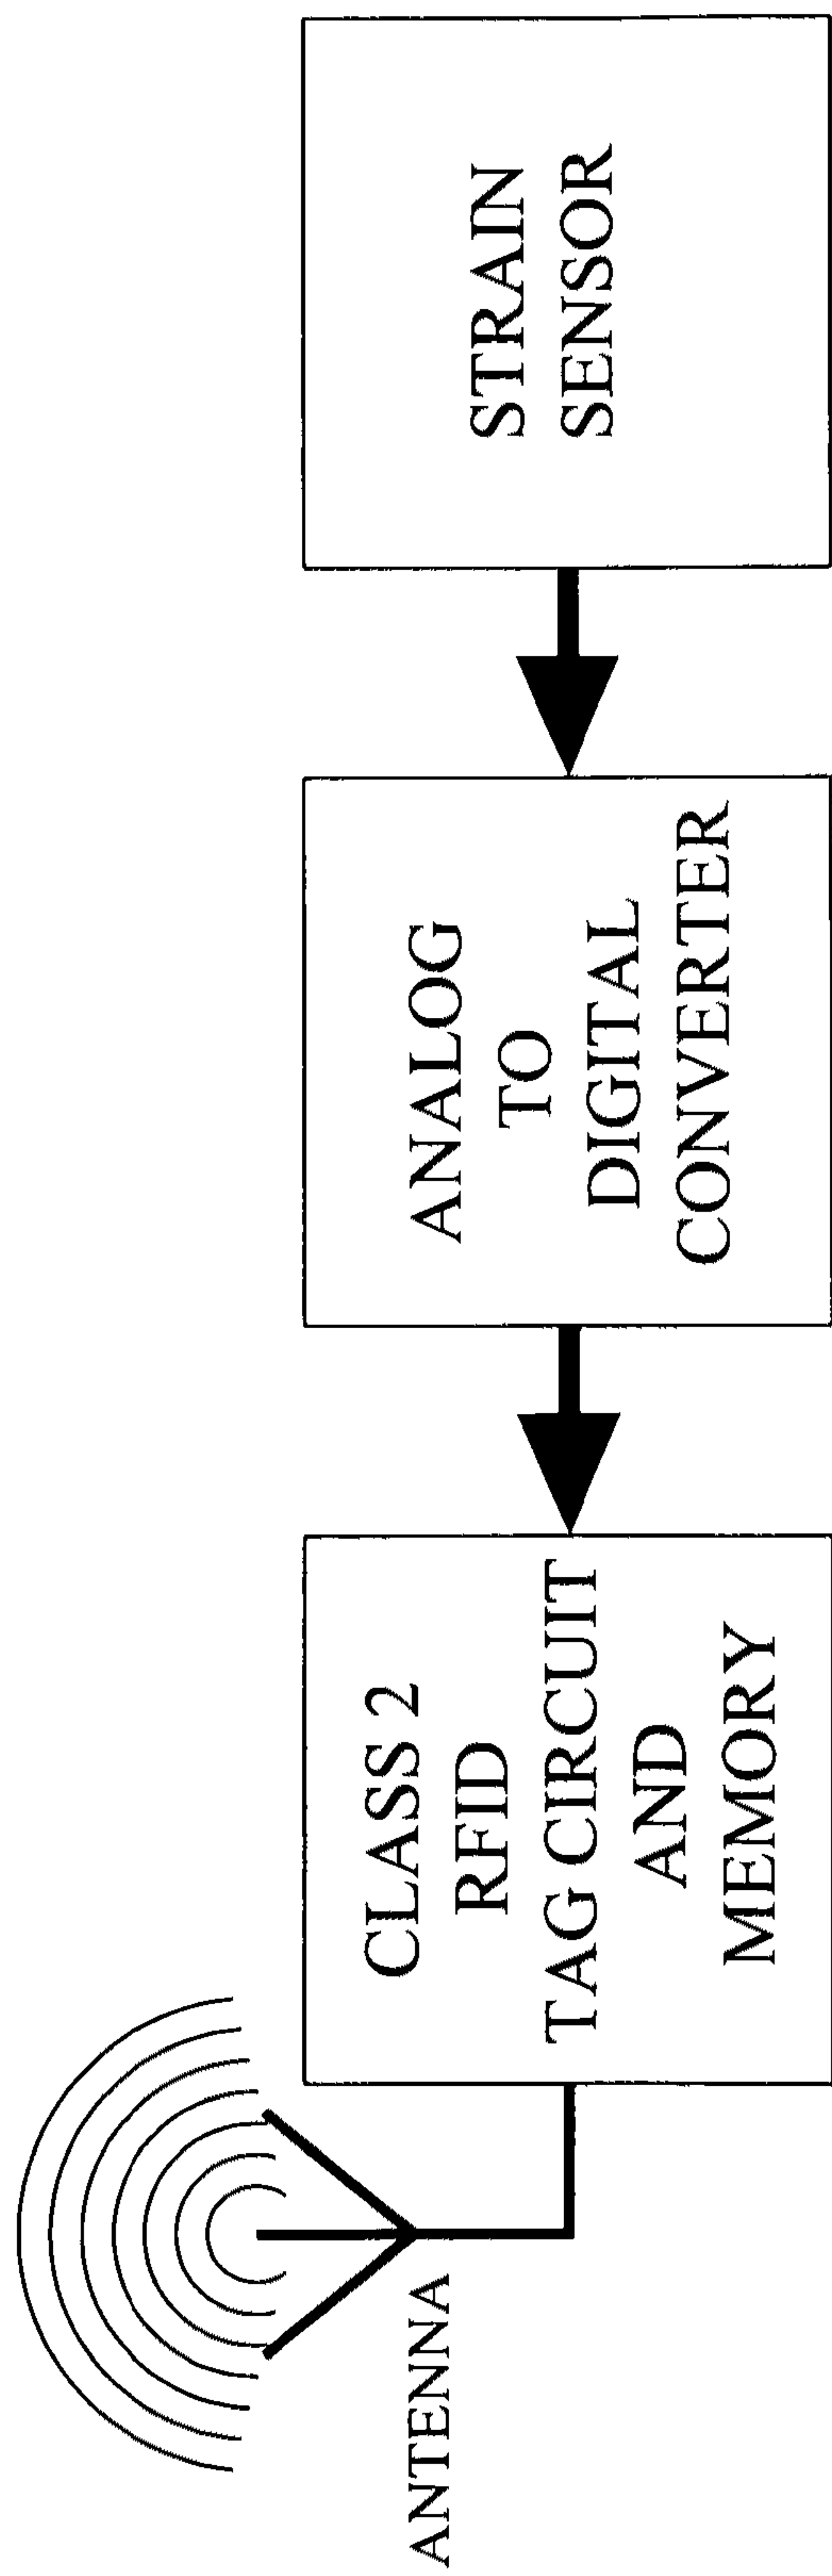 STRAIN
SENSOR
ANALOG
TO
DIGITAL
CONVERTER
CLASS 2
RFID
TAG CIRCUIT
AND
MEMORY
ANTENNA